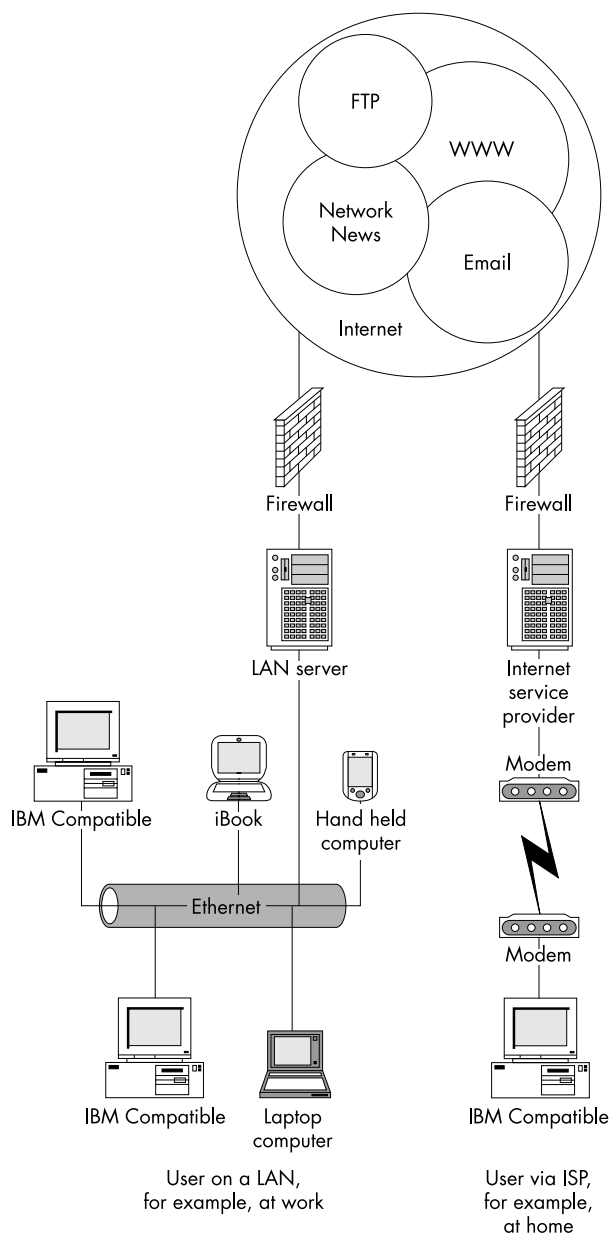 FTP
WWW
Network
News
Email
Internet
Firewall
Firewall
LAN server
Internet
service
provider
Modem
IBM Compatible
iBook
Hand held
computer
Ethernet
Modem
IBM Compatible
Laptop
computer
IBM Compatible
User on a LAN,
for example, at work
User via ISP,
for example,
at home